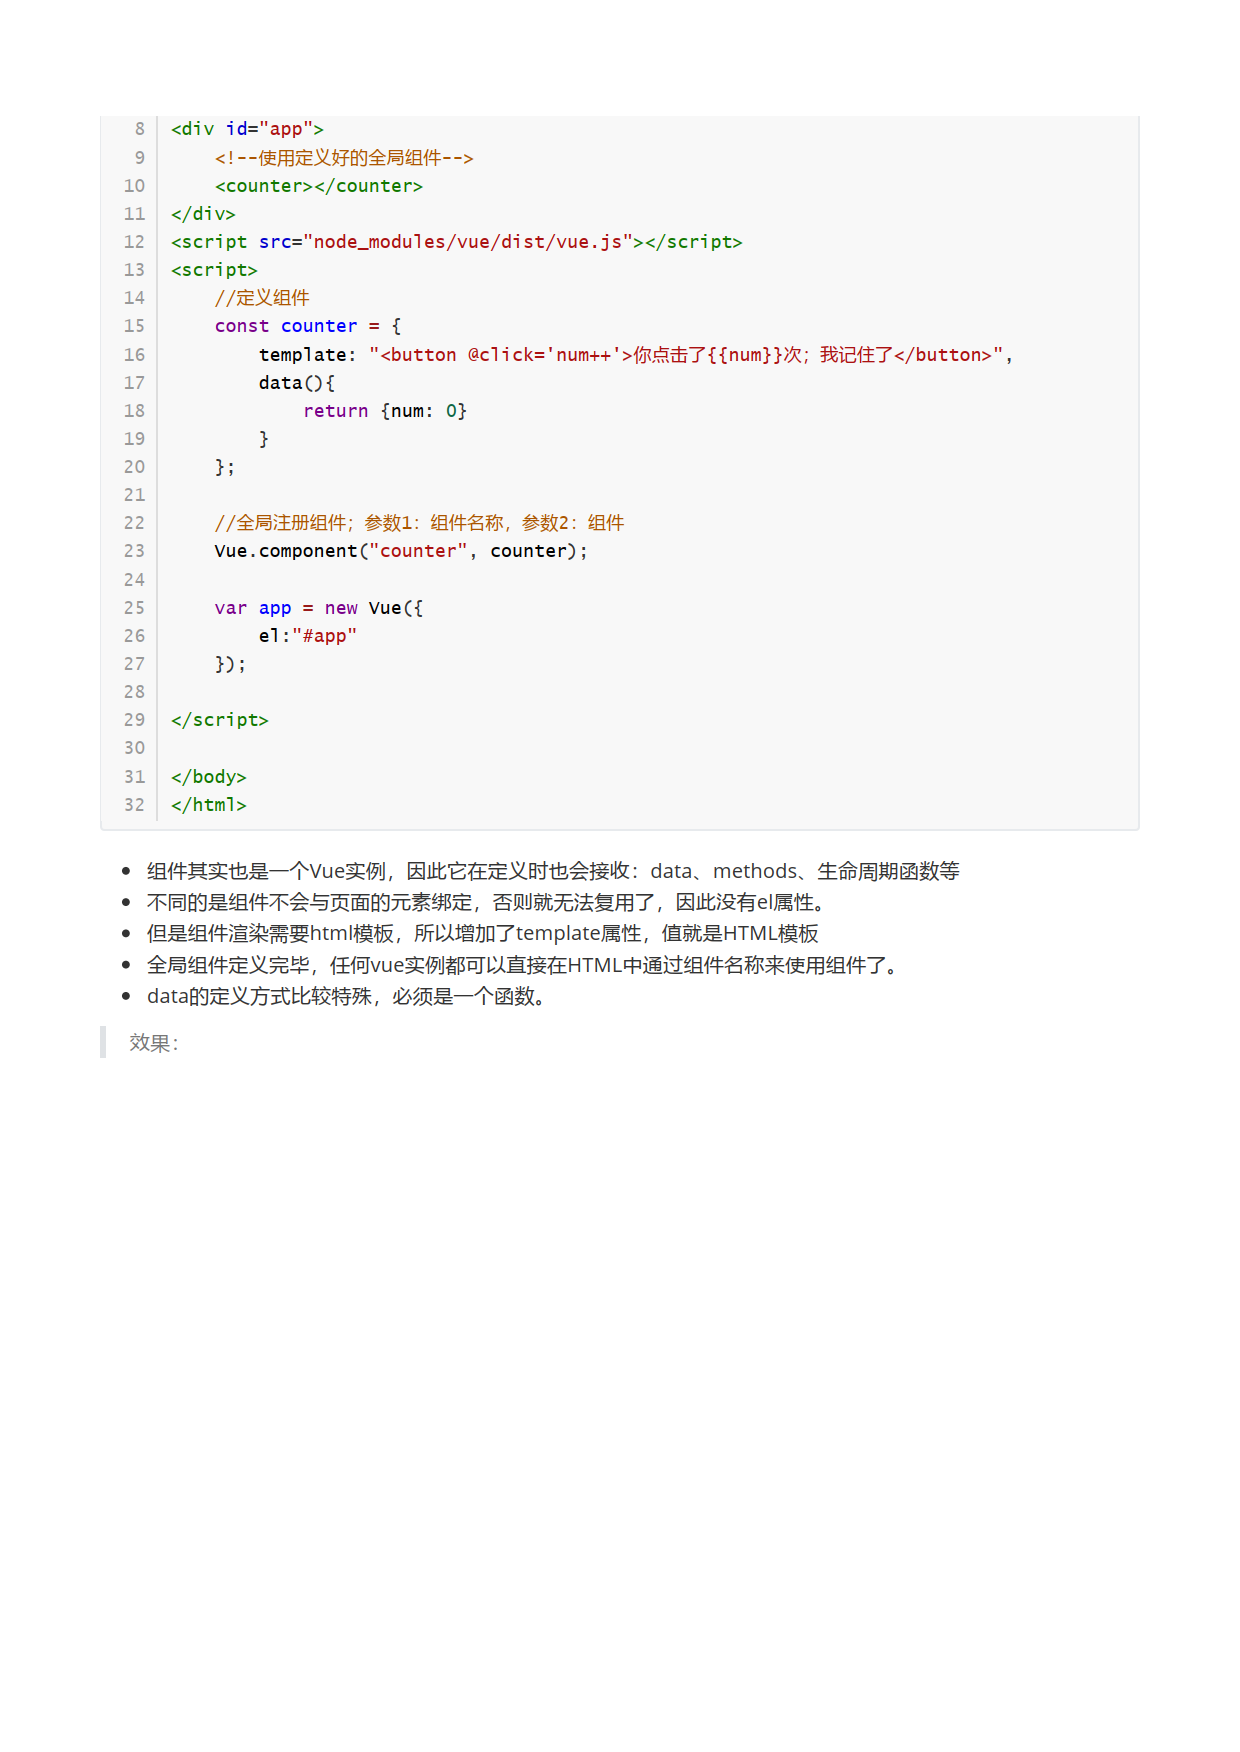 8 <div id="app">
9     <!--使用定义好的全局组件-->
10     <counter></counter>
11 </div>
12 <script src="node_modules/vue/dist/vue.js"></script>
13 <script>
14     //定义组件
15     const counter = {
16         template: "<button @click='num++'>你点击了{{num}}次；我记住了</button>",
17         data(){
18             return {num: 0}
19         }
20     };
21
22     //全局注册组件；参数1：组件名称，参数2：组件
23     Vue.component("counter", counter);
24
25     var app = new Vue({
26         el:"#app"
27     });
28
29 </script>
30
31 </body>
32 </html>
• 组件其实也是一个Vue实例，因此它在定义时也会接收：data、methods、生命周期函数等
• 不同的是组件不会与页面的元素绑定，否则就无法复用了，因此没有el属性。
• 但是组件渲染需要html模板，所以增加了template属性，值就是HTML模板
• 全局组件定义完毕，任何vue实例都可以直接在HTML中通过组件名称来使用组件了。
• data的定义方式比较特殊，必须是一个函数。
效果：